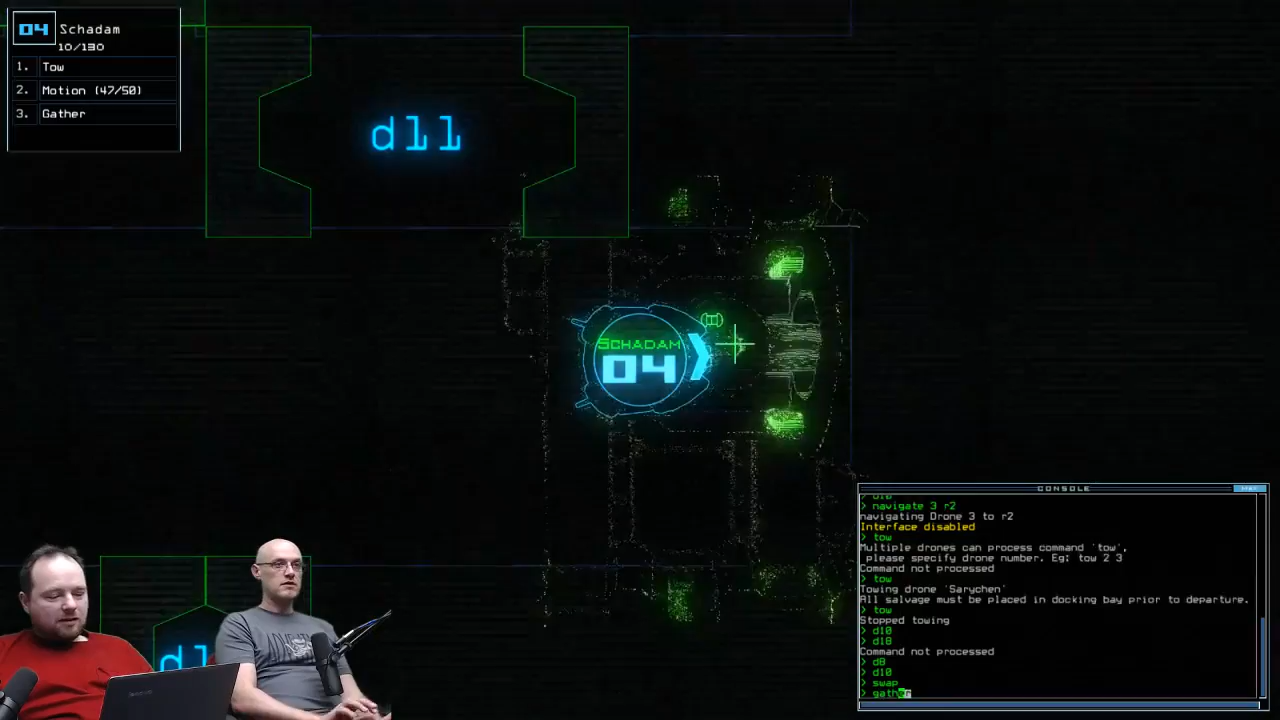 04 Schadam
10/130
1. Tow
2. Motion (47/50)
3. Gather
d11
SCHADAM
04
CONSOLE
> navigate 3 r2
navigating Drone 3 to r2
Interface disabled
> tow
Multiple drones can process command 'tow',
please specify drone number. Eg: tow 2 3
Command not processed
> tow
Towing drone 'Sarychen'
All salvage must be placed in docking bay prior to departure.
> tow
Stopped towing
> d10
> d18
Command not processed
> d8
> d10
> swap
> gather